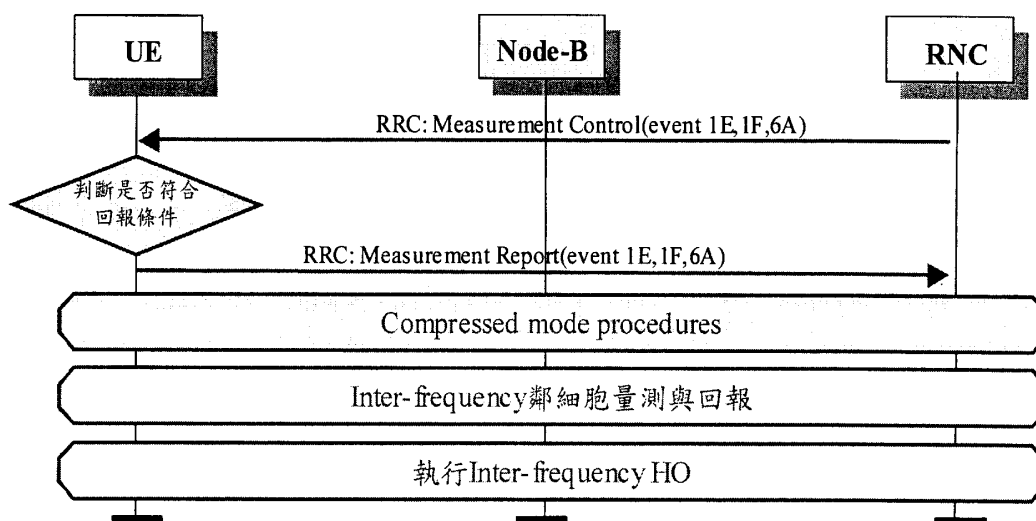 UE
Node-B
RNC
RRC: Measurement Control(event 1E,1F,6A)
判斷是否符合
回報條件
RRC: Measurement Report(event 1E,1F,6A)
Compressed mode procedures
Inter-frequency鄰細胞量測與回報
執行Inter-frequency HO